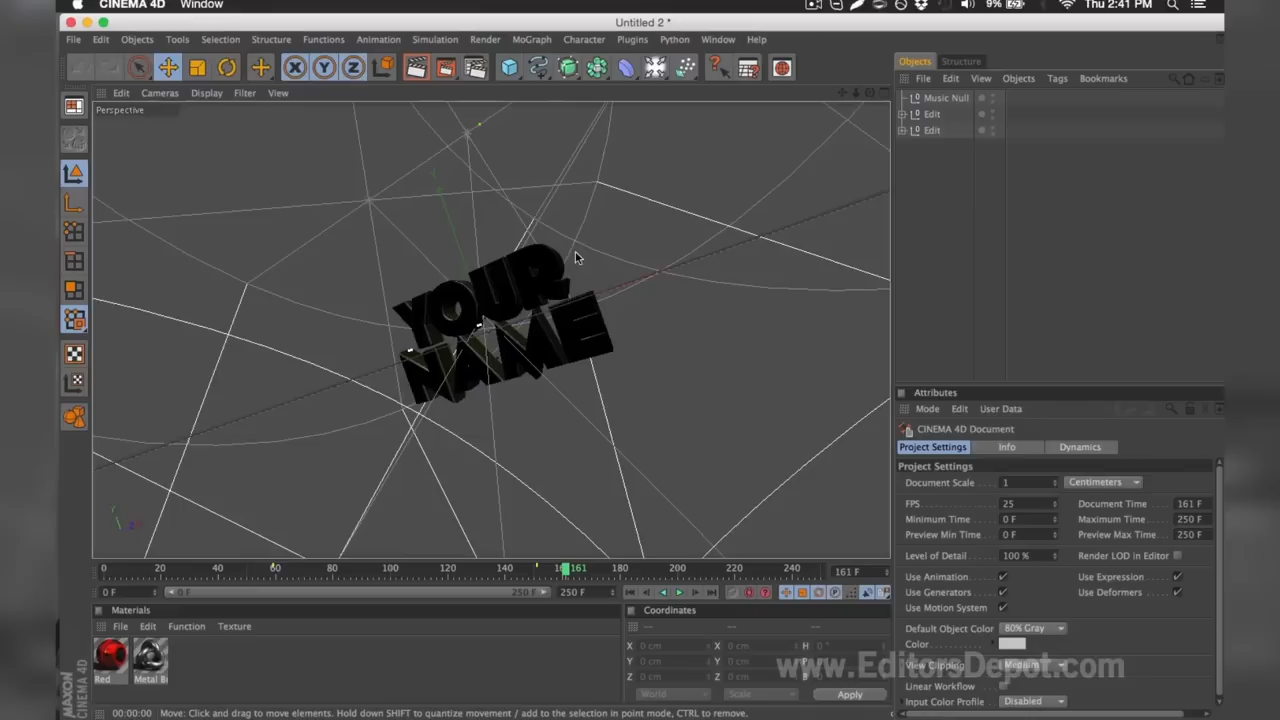 CINEMA 4D Window 9% Thu 2:41 PM
Untitled 2 *
File Edit Objects Tools Selection Structure Functions Animation Simulation Render MoGraph Character Plugins Python Window Help
Objects Structure
File Edit View Objects Tags Bookmarks
Edit Cameras Display Filter View
Perspective
Music Null
Edit
Edit
YOUR
NAME
Attributes
Mode Edit User Data
CINEMA 4D Document
Project Settings Info Dynamics
Project Settings
Document Scale 1 Centimeters
FPS 25 Document Time 161 F
Minimum Time 0 F Maximum Time 250 F
Preview Min Time 0 F Preview Max Time 250 F
Level of Detail 100 % Render LOD in Editor
Use Animation Use Expression
Use Generators Use Deformers
Use Motion System
Default Object Color 80% Gray
Color
View Clipping Medium
Linear Workflow
Input Color Profile Disabled
0 20 40 60 80 100 120 140 161 180 200 220 240 161 F
0 F 0 F 250 F 250 F
Materials
File Edit Function Texture
Red Metal Br
Coordinates
X 0 cm X 0 cm H 0 °
Y 0 cm Y 0 cm
Z 0 cm Z 0 cm
World Scale Apply
www.EditorsDepot.com
MAXON CINEMA 4D
00:00:00 Move: Click and drag to move elements. Hold down SHIFT to quantize movement / add to the selection in point mode, CTRL to remove.